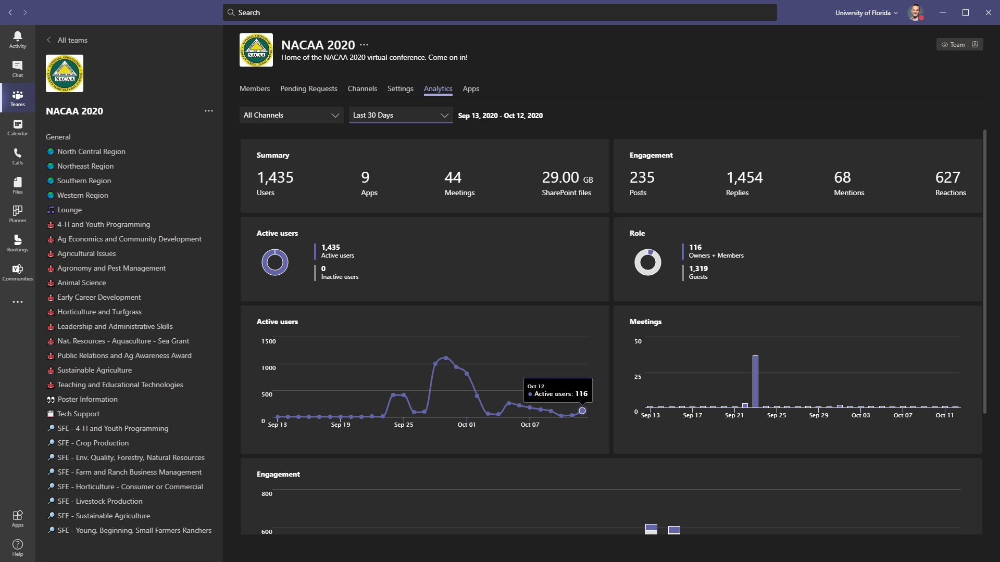 Search
University of Florida
Activity
Chat
Teams
Calendar
Calls
Files
Planner
Bookings
Communities
Apps
Help
All teams
NACAA
NACAA 2020
General
North Central Region
Northeast Region
Southern Region
Western Region
Lounge
4-H and Youth Programming
Ag Economics and Community Development
Agricultural Issues
Agronomy and Pest Management
Animal Science
Early Career Development
Horticulture and Turfgrass
Leadership and Administrative Skills
Nat. Resources - Aquaculture - Sea Grant
Public Relations and Ag Awareness Award
Sustainable Agriculture
Teaching and Educational Technologies
Poster Information
Tech Support
SFE - 4-H and Youth Programming
SFE - Crop Production
SFE - Env. Quality, Forestry, Natural Resources
SFE - Farm and Ranch Business Management
SFE - Horticulture - Consumer or Commercial
SFE - Livestock Production
SFE - Sustainable Agriculture
SFE - Young, Beginning, Small Farmers Ranchers
NACAA
NACAA 2020
Home of the NACAA 2020 virtual conference. Come on in!
Team
Members Pending Requests Channels Settings Analytics Apps
All Channels Last 30 Days Sep 13, 2020 - Oct 12, 2020
Summary
1,435 9 44 29.00 GB
Users Apps Meetings SharePoint files
Engagement
235 1,454 68 627
Posts Replies Mentions Reactions
Active users
1,435
Active users
0
Inactive users
Role
116
Owners + Members
1,319
Guests
Active users
1500
1000
500
0
Sep 13 Sep 19 Sep 25 Oct 01 Oct 07
Oct 12
Active users: 116
Meetings
50
25
0
Sep 13 Sep 17 Sep 21 Sep 25 Sep 29 Oct 03 Oct 07 Oct 11
Engagement
800
600